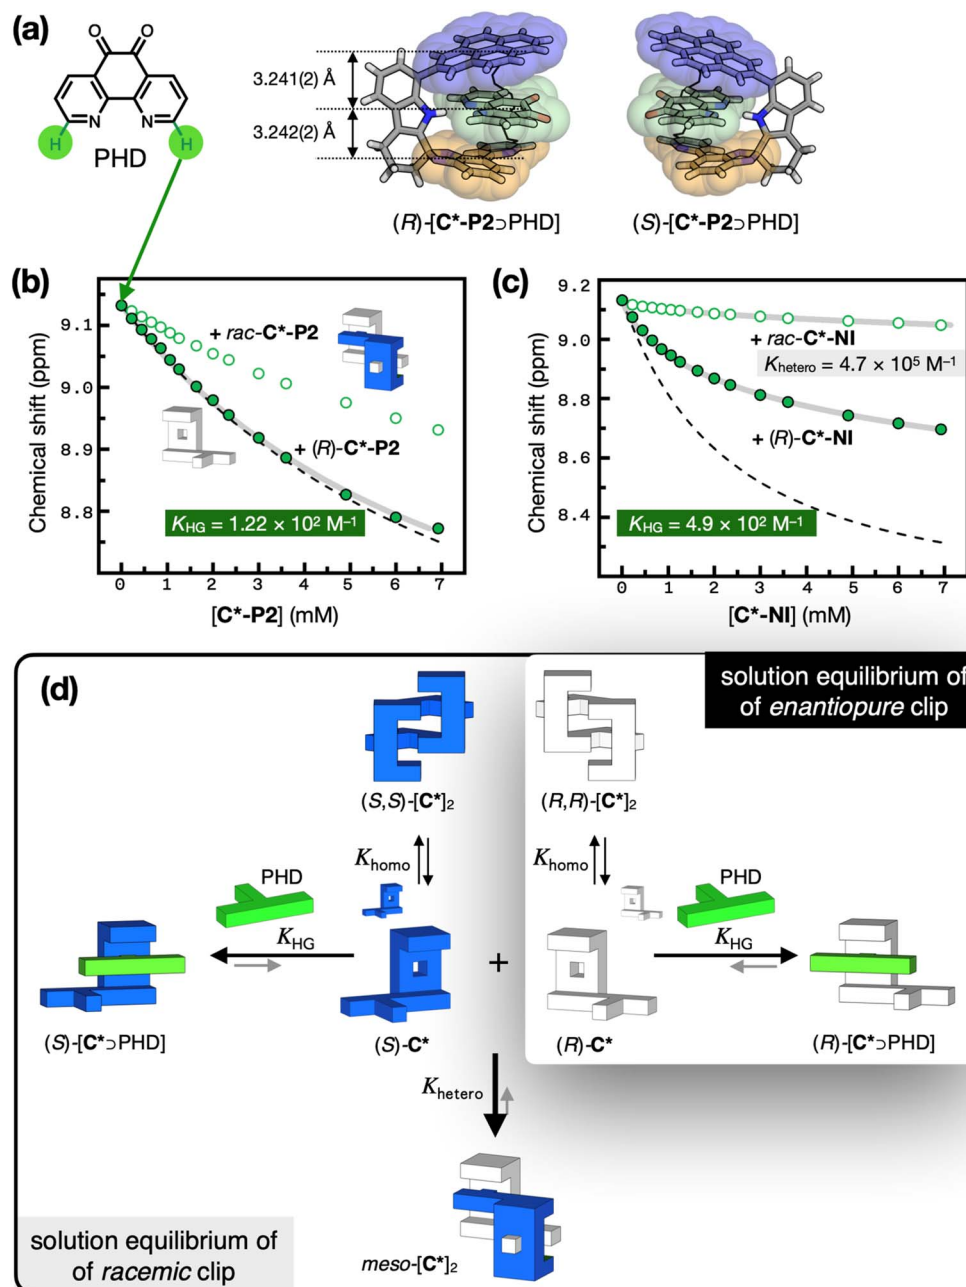 (a)
O O
N N
H H
PHD
3.241(2) Å
3.242(2) Å
(R)-[C*-P2⊃PHD]
(S)-[C*-P2⊃PHD]
(b)
Chemical shift (ppm)
9.1
9.0
8.9
8.8
+ rac-C*-P2
+ (R)-C*-P2
K_HG = 1.22 × 10² M⁻¹
0 1 2 3 4 5 6 7
[C*-P2] (mM)
(c)
Chemical shift (ppm)
9.2
9.0
8.8
8.6
8.4
+ rac-C*-NI
K_hetero = 4.7 × 10⁵ M⁻¹
+ (R)-C*-NI
K_HG = 4.9 × 10² M⁻¹
0 1 2 3 4 5 6 7
[C*-NI] (mM)
(d)
solution equilibrium of
of enantiopure clip
(S,S)-[C*]₂
(R,R)-[C*]₂
K_homo
K_homo
PHD
PHD
K_HG
K_HG
+
(S)-[C*⊃PHD]
(S)-C*
(R)-C*
(R)-[C*⊃PHD]
K_hetero
meso-[C*]₂
solution equilibrium of
of racemic clip